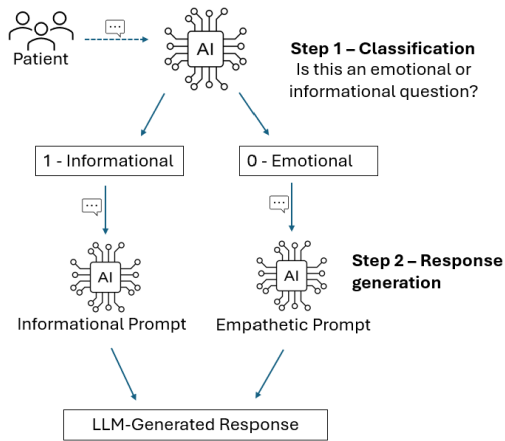 Patient
AI
Step 1 – Classification
Is this an emotional or
informational question?
1 - Informational
0 - Emotional
AI
AI
Step 2 – Response
generation
Informational Prompt
Empathetic Prompt
LLM-Generated Response